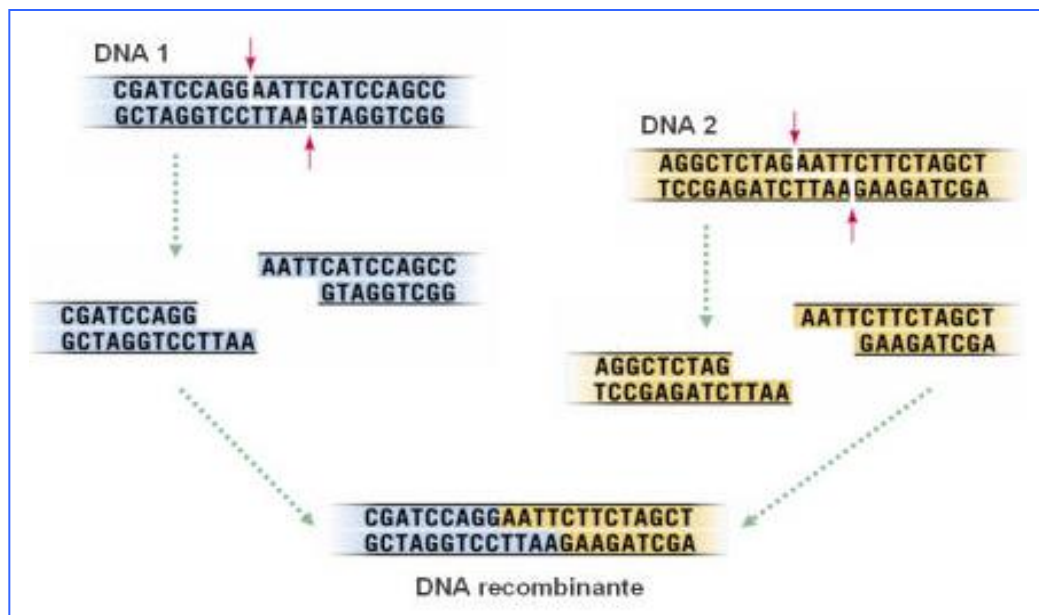 DNA 1
CGATCCAGGAATTCATCCAGCC
GCTAGGTCCTTAAGTAGGTCGG
DNA 2
AGGCTCTAGAATTCTTCTAGCT
TCCGAGATCTTAAGAAGATCGA
AATTCATCCAGCC
GTAGGTCGG
CGATCCAGG
GCTAGGTCCTTAA
AATTCTTCTAGCT
GAAGATCGA
AGGCTCTAG
TCCGAGATCTTAA
CGATCCAGGAATTCTTCTAGCT
GCTAGGTCCTTAAGAAGATCGA
DNA recombinante